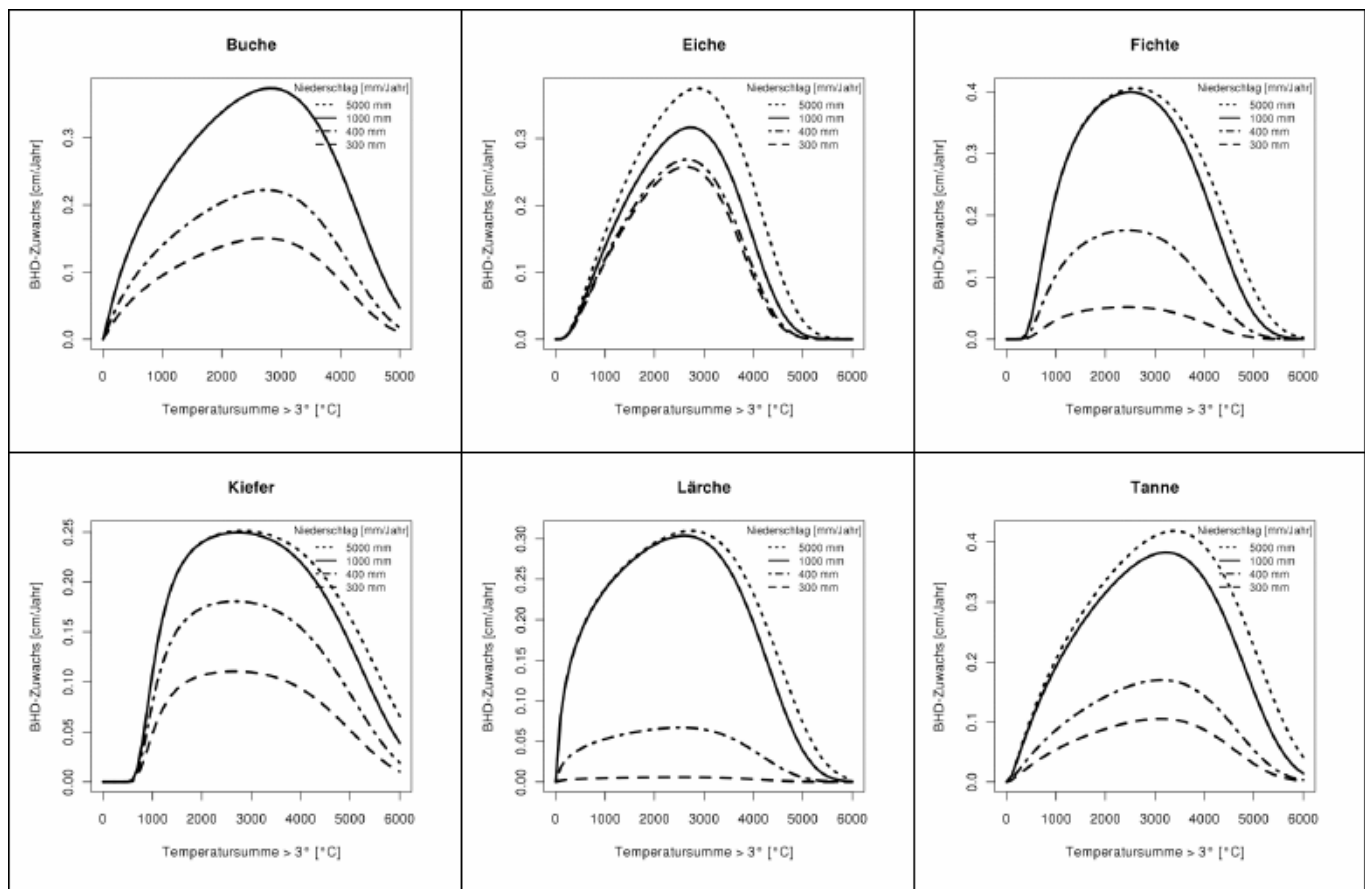 Buche
Niederschlag [mm/Jahr]
5000 mm
1000 mm
400 mm
300 mm
BHD-Zuwachs [cm/Jahr]
0.0
0.1
0.2
0.3
0
1000
2000
3000
4000
5000
Temperatursumme > 3° [°C]
Eiche
Niederschlag [mm/Jahr]
5000 mm
1000 mm
400 mm
300 mm
BHD-Zuwachs [cm/Jahr]
0.0
0.1
0.2
0.3
0
1000
2000
3000
4000
5000
6000
Temperatursumme > 3° [°C]
Fichte
Niederschlag [mm/Jahr]
5000 mm
1000 mm
400 mm
300 mm
BHD-Zuwachs [cm/Jahr]
0.0
0.1
0.2
0.3
0.4
0
1000
2000
3000
4000
5000
6000
Temperatursumme > 3° [°C]
Kiefer
Niederschlag [mm/Jahr]
5000 mm
1000 mm
400 mm
300 mm
BHD-Zuwachs [cm/Jahr]
0.00
0.05
0.10
0.15
0.20
0.25
0
1000
2000
3000
4000
5000
6000
Temperatursumme > 3° [°C]
Lärche
Niederschlag [mm/Jahr]
5000 mm
1000 mm
400 mm
300 mm
BHD-Zuwachs [cm/Jahr]
0.00
0.05
0.10
0.15
0.20
0.25
0.30
0
1000
2000
3000
4000
5000
6000
Temperatursumme > 3° [°C]
Tanne
Niederschlag [mm/Jahr]
5000 mm
1000 mm
400 mm
300 mm
BHD-Zuwachs [cm/Jahr]
0.0
0.1
0.2
0.3
0.4
0
1000
2000
3000
4000
5000
6000
Temperatursumme > 3° [°C]